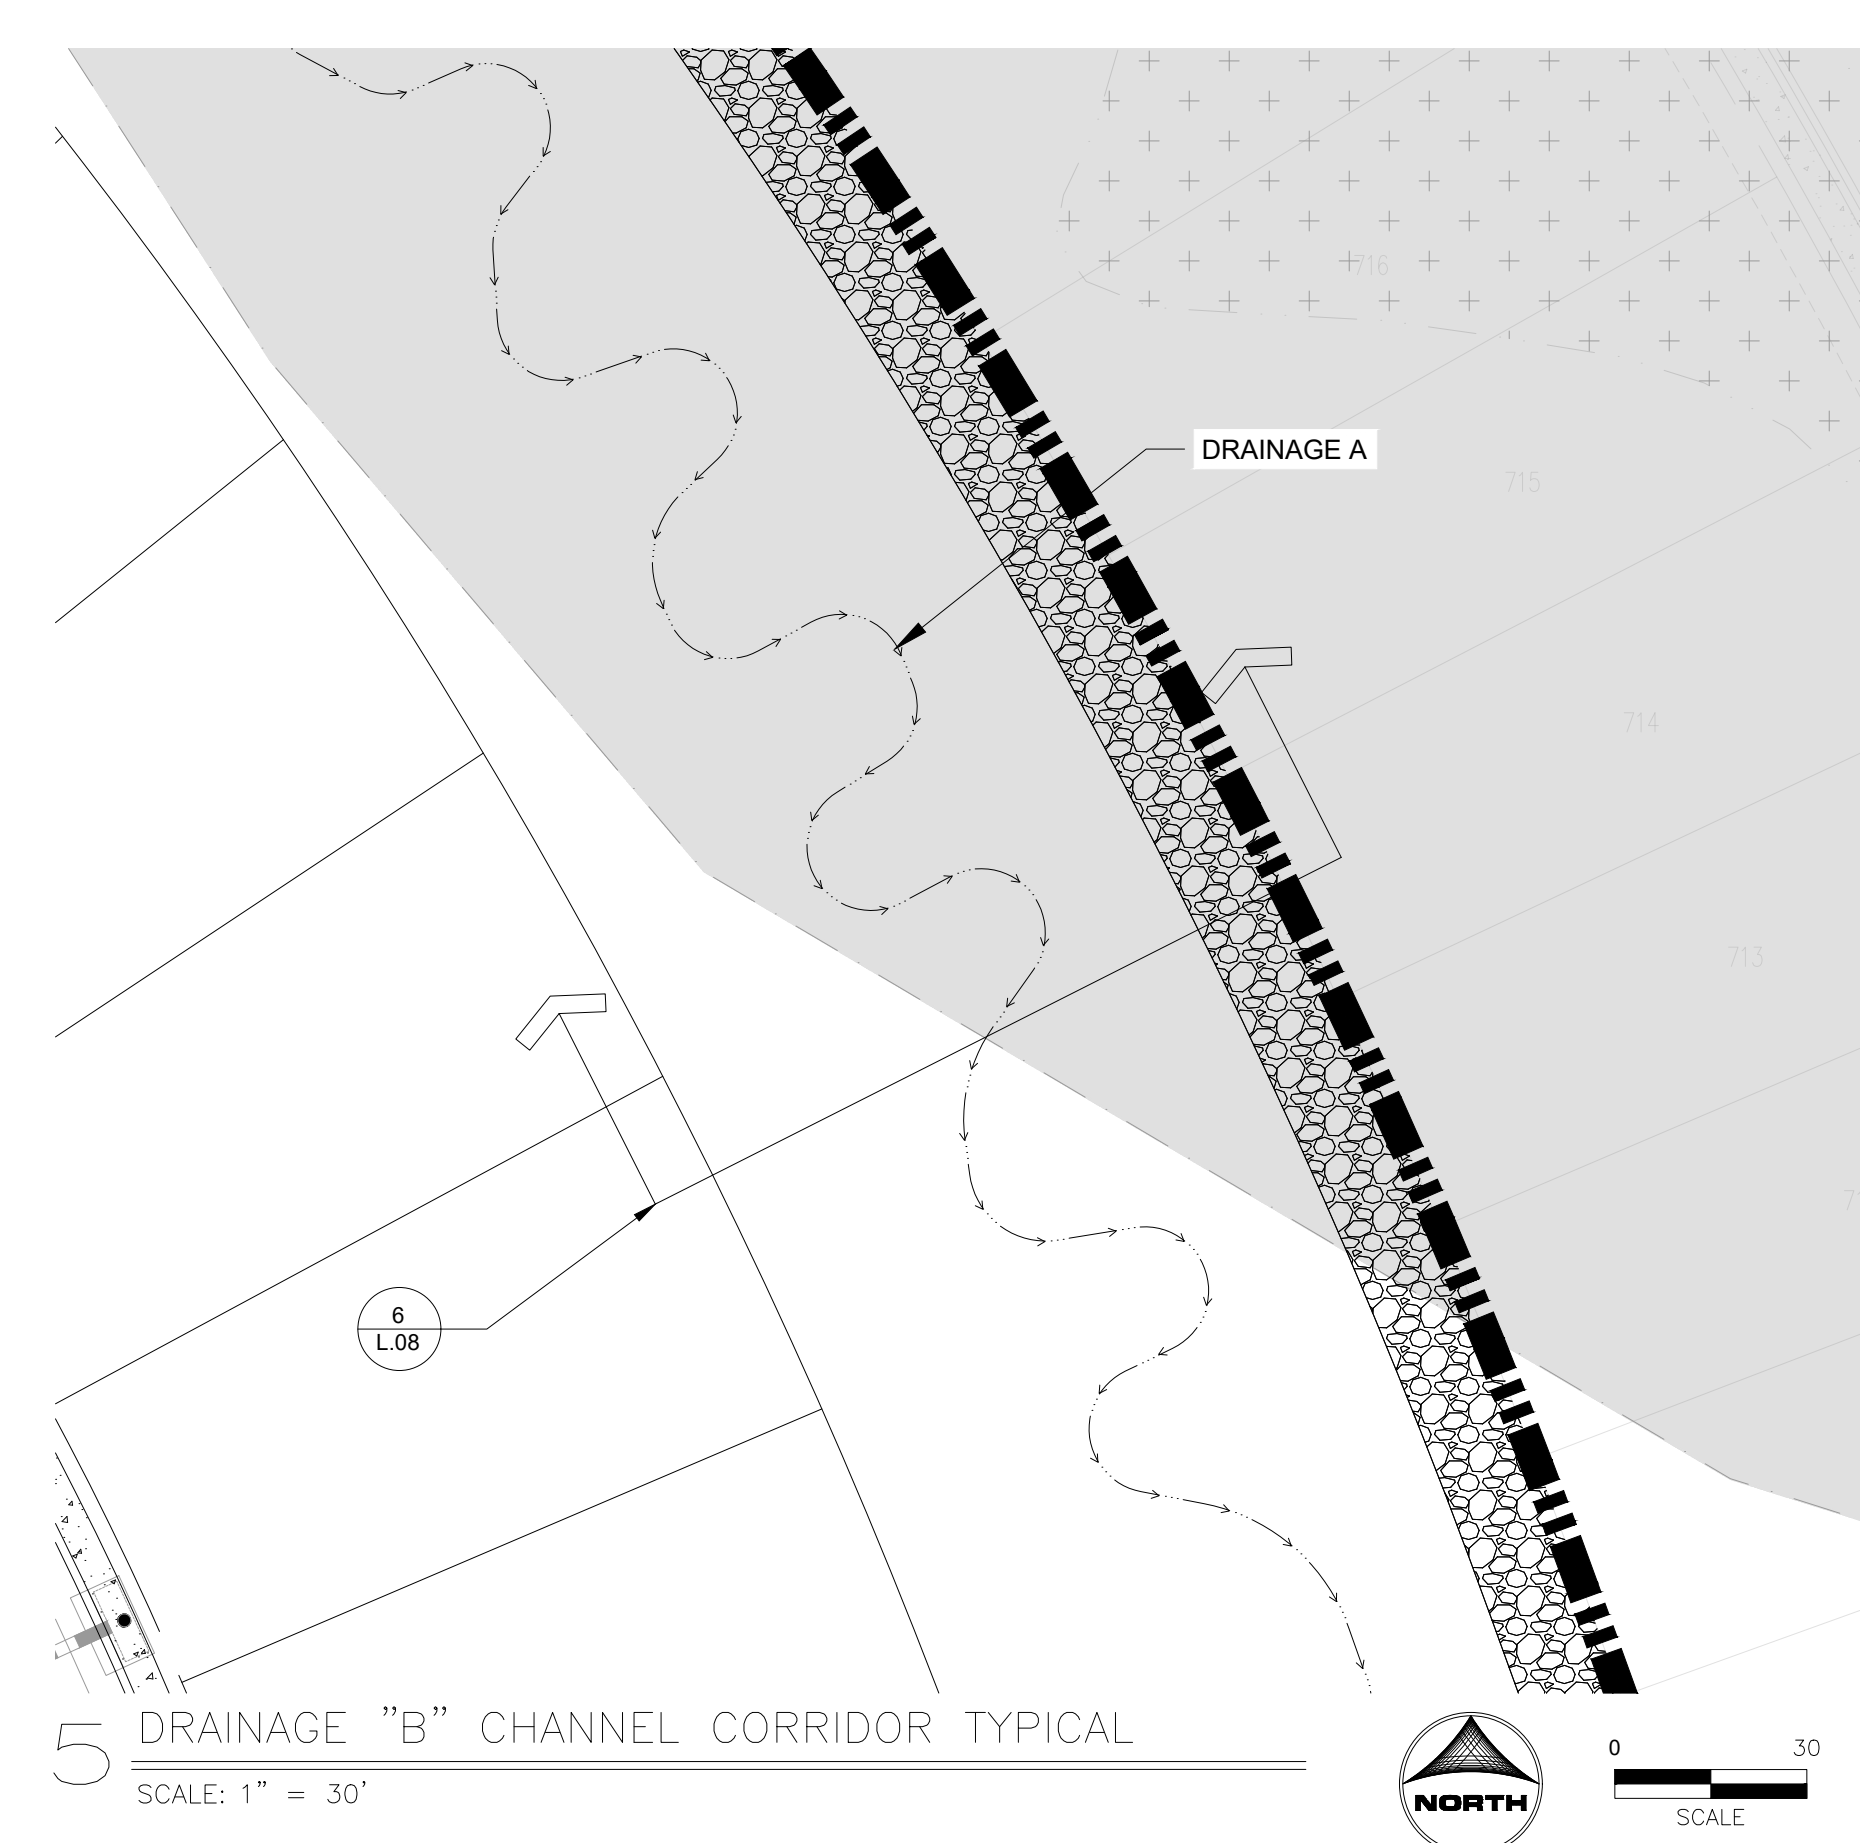 716
DRAINAGE A
715
714
713
6
L.08
5 DRAINAGE "B" CHANNEL CORRIDOR TYPICAL
SCALE: 1" = 30'
NORTH
0 30
SCALE